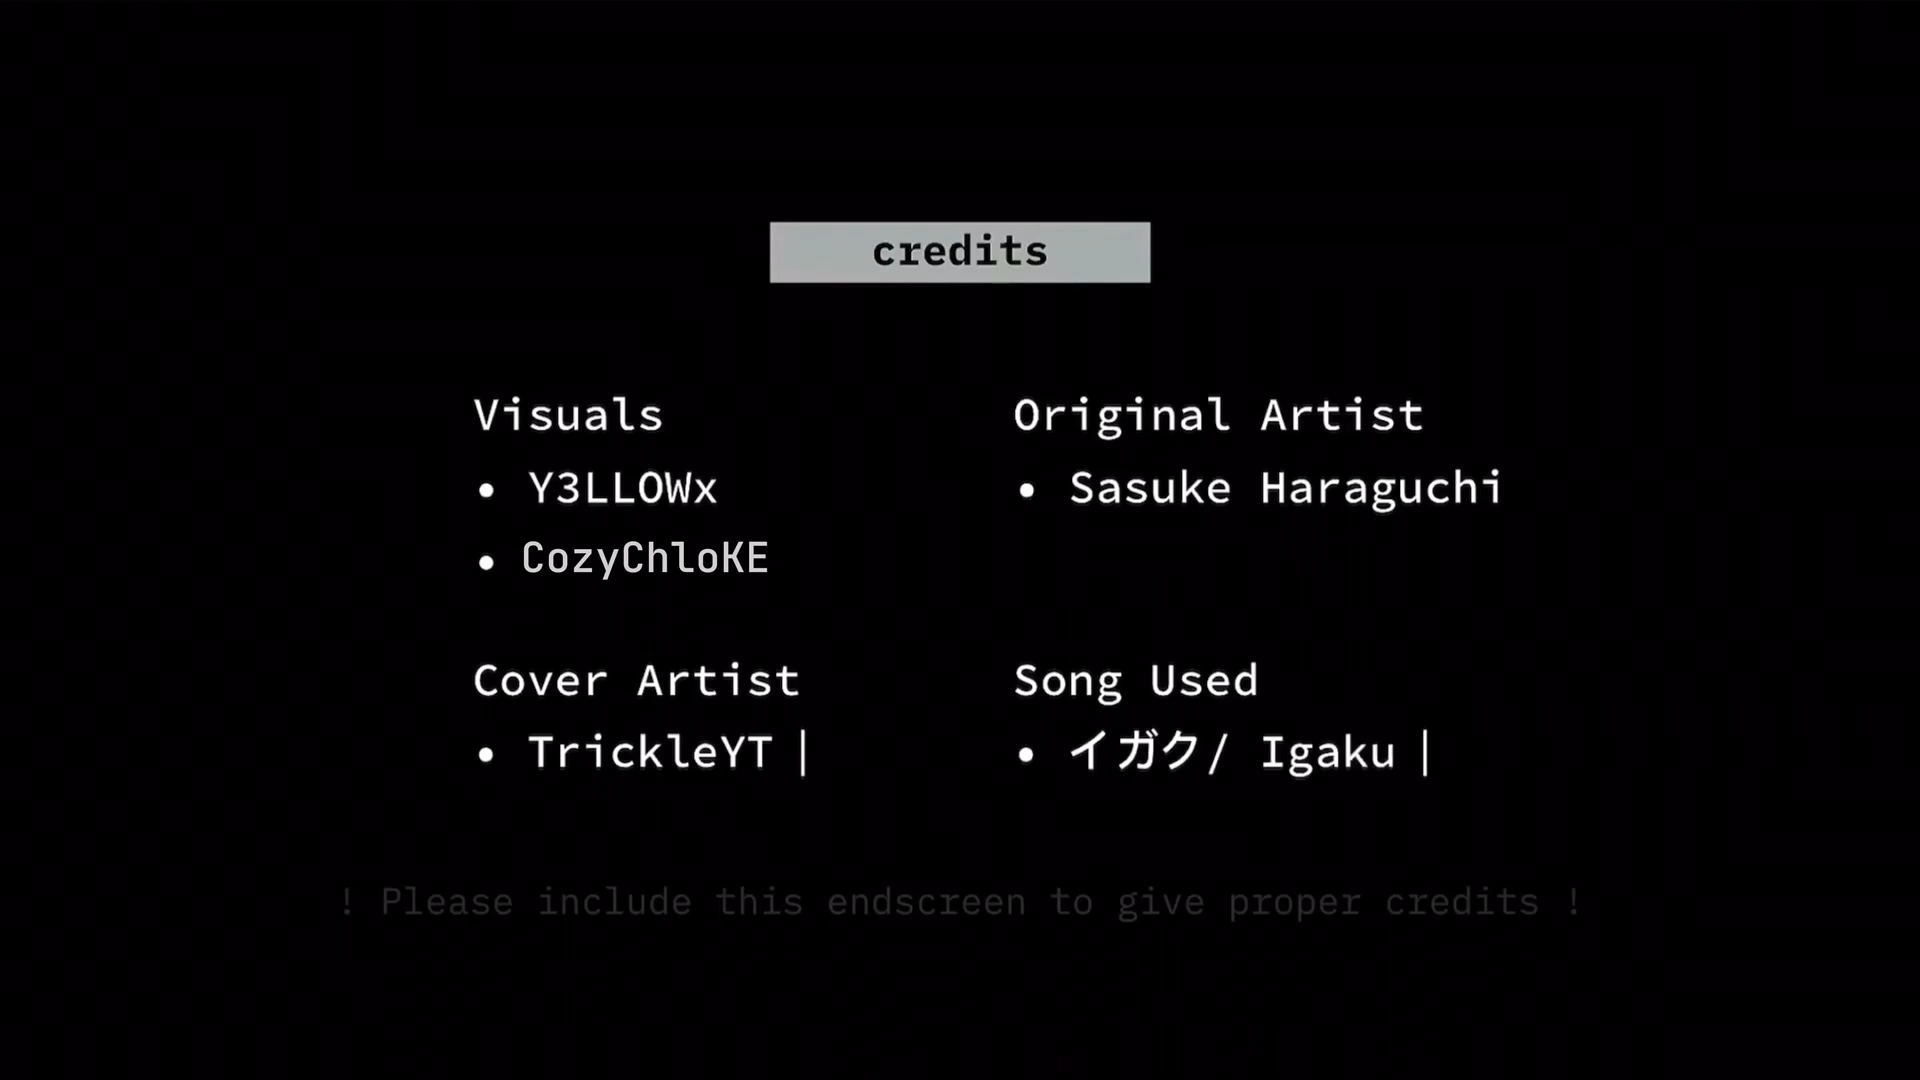 credits
Visuals
• Y3LLOWx
• CozyChloKE
Original Artist
• Sasuke Haraguchi
Cover Artist
• TrickleYT |
Song Used
• イガク/ Igaku |
! Please include this endscreen to give proper credits !